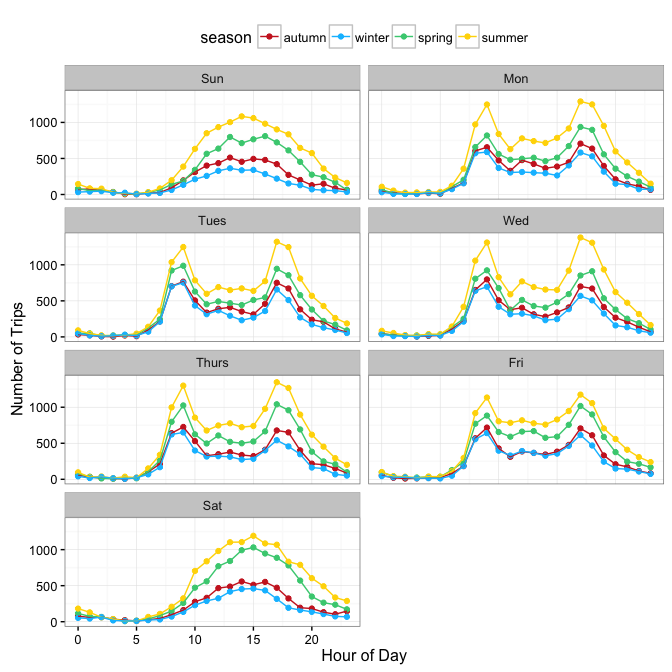 season autumn winter spring summer
Sun Mon
1000
500
0
Tues Wed
1000
500
0
Thurs Fri
1000
500
0
Sat
1000
500
0
0 5 10 15 20
Hour of Day
Number of Trips